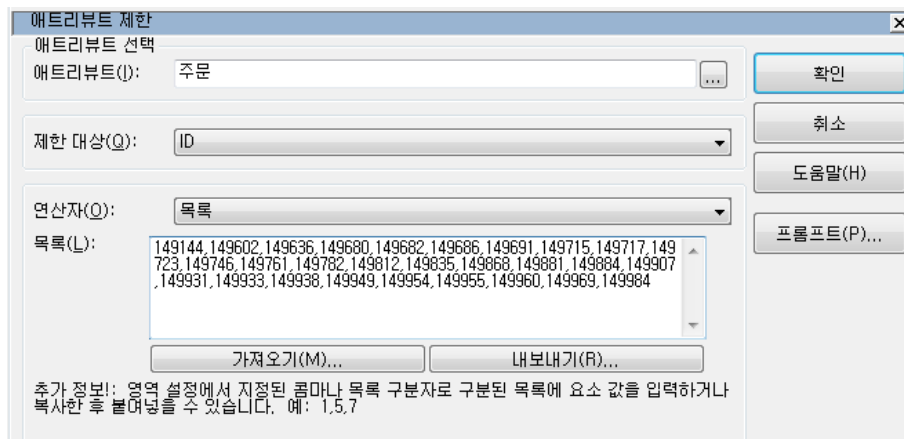 애트리뷰트 제한
애트리뷰트 선택
애트리뷰트(I):
주문
...
확인
취소
제한 대상(Q):
ID
도움말(H)
연산자(O):
목록
프롬프트(P)...
목록(L):
149144,149602,149636,149680,149682,149686,149691,149715,149717,149
723,149746,149761,149782,149812,149835,149868,149881,149884,149907
,149931,149933,149938,149949,149954,149955,149960,149969,149984
가져오기(M)...
내보내기(R)...
추가 정보!: 영역 설정에서 지정된 콤마나 목록 구분자로 구분된 목록에 요소 값을 입력하거나
복사한 후 붙여넣을 수 있습니다. 예: 1,5,7